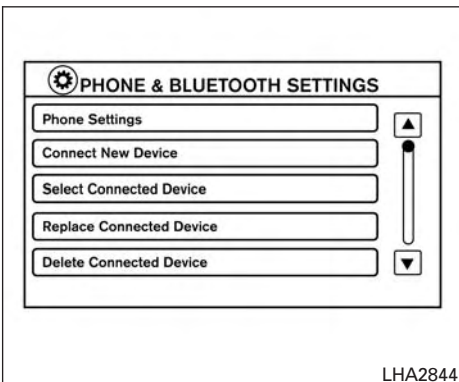 PHONE & BLUETOOTH SETTINGS
Phone Settings
Connect New Device
Select Connected Device
Replace Connected Device
Delete Connected Device
LHA2844